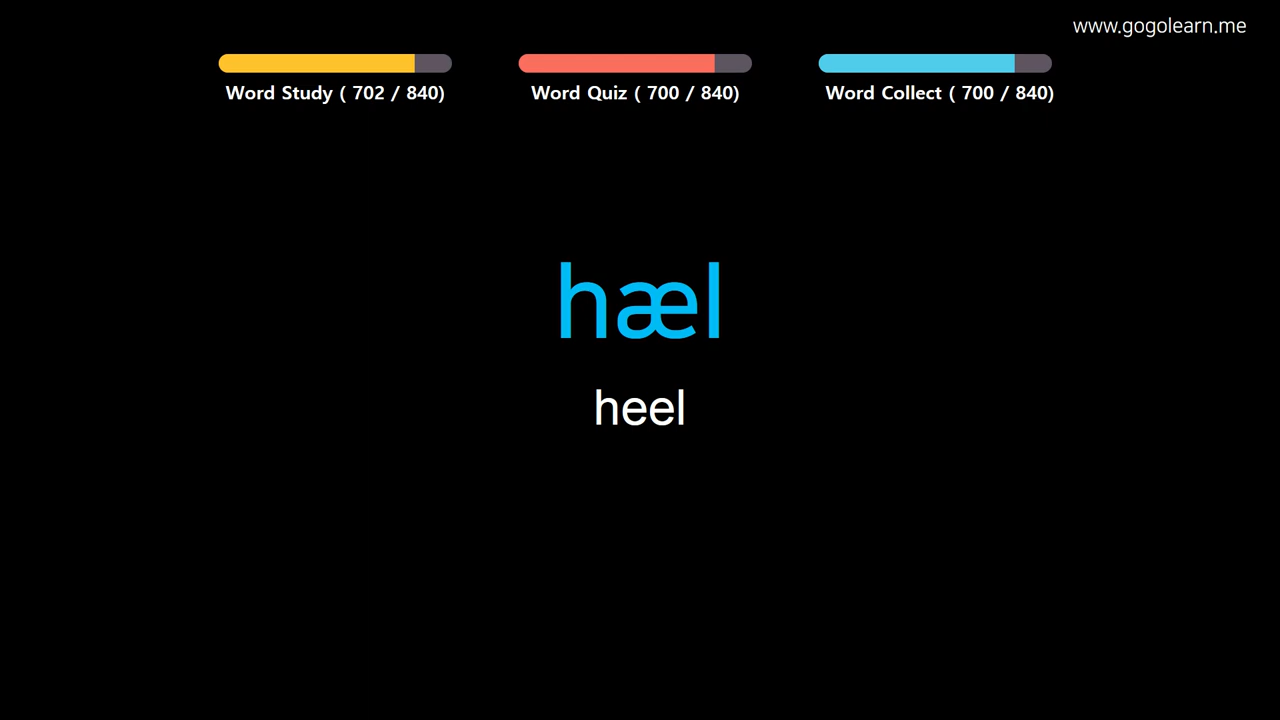 www.gogolearn.me
Word Study ( 702 / 840)
Word Quiz ( 700 / 840)
Word Collect ( 700 / 840)
hæl
heel